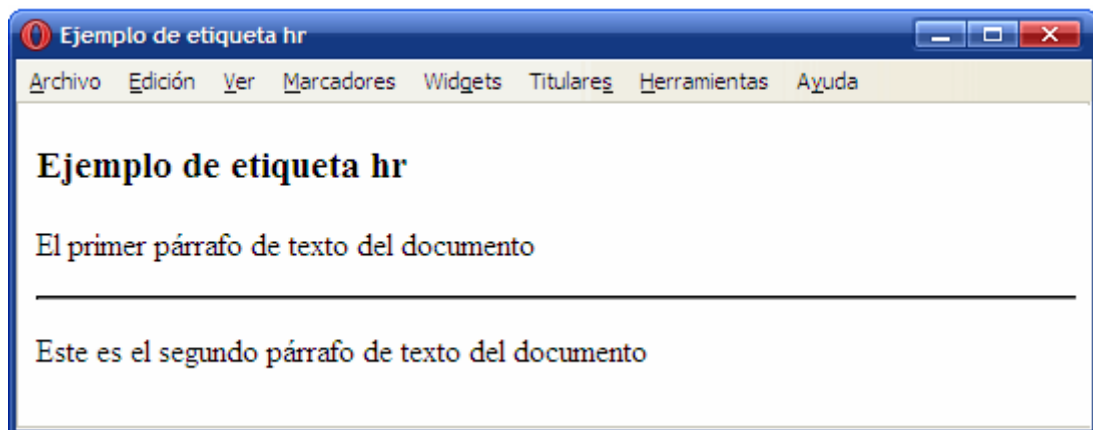 Ejemplo de etiqueta hr
Archivo Edición Ver Marcadores Widgets Titulares Herramientas Ayuda
Ejemplo de etiqueta hr
El primer párrafo de texto del documento
Este es el segundo párrafo de texto del documento